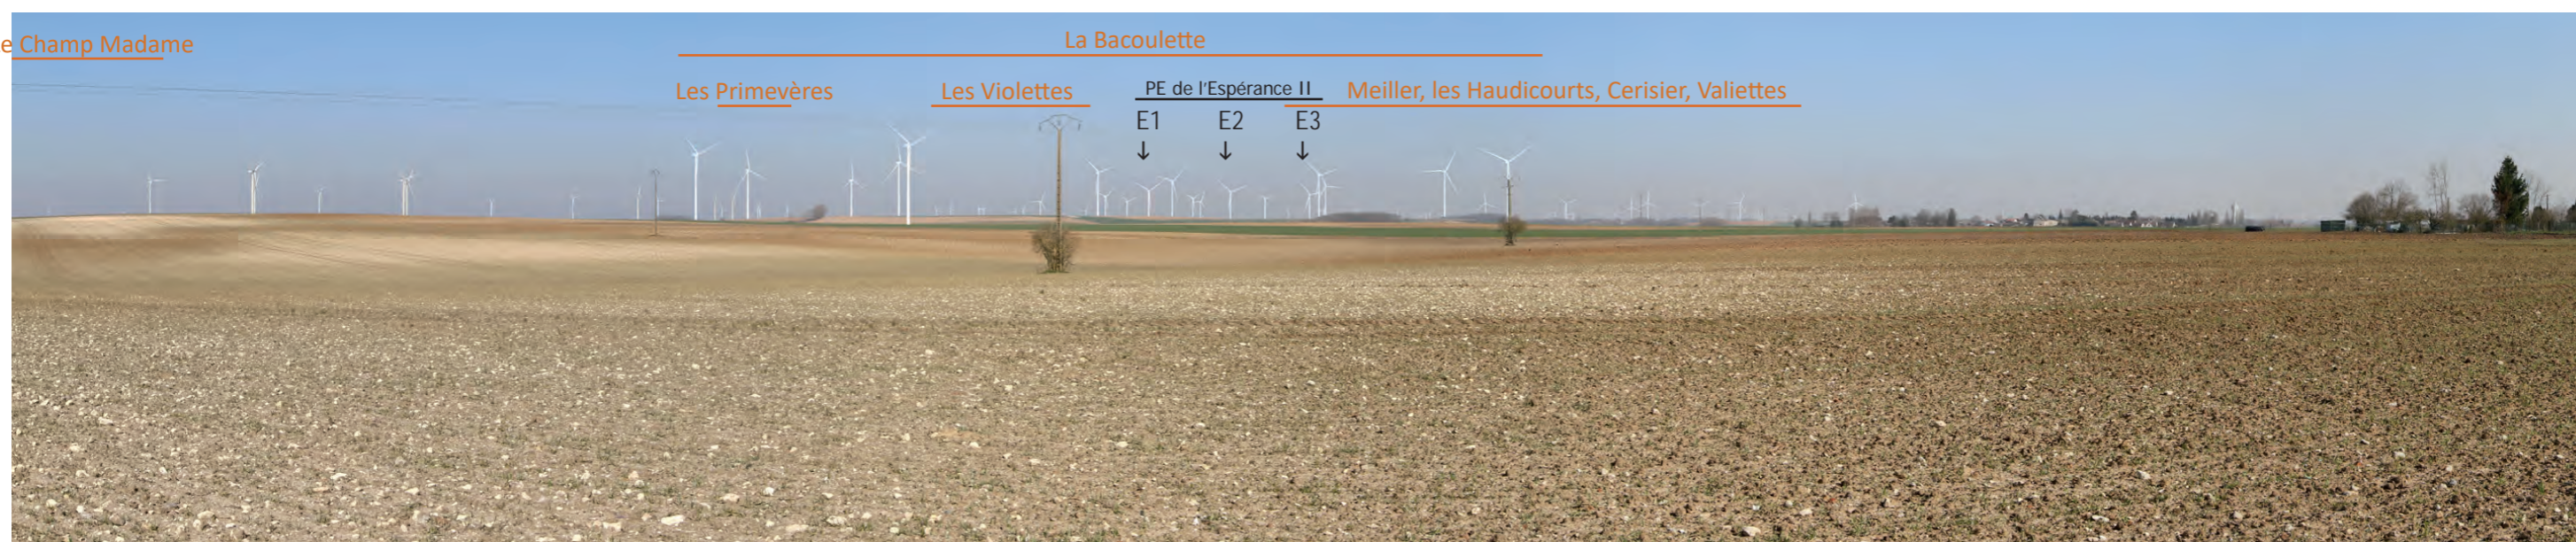 e Champ Madame
La Bacoulette
Les Primevères
Les Violettes
PE de l'Espérance II
Meiller, les Haudicourts, Cerisier, Valiettes
E1
E2
E3